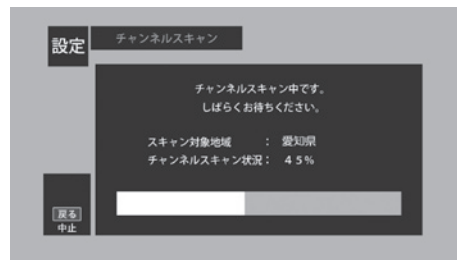 設定
チャンネルスキャン
チャンネルスキャン中です。
しばらくお待ちください。
スキャン対象地域 : 愛知県
チャンネルスキャン状況: 45%
戻る
中止